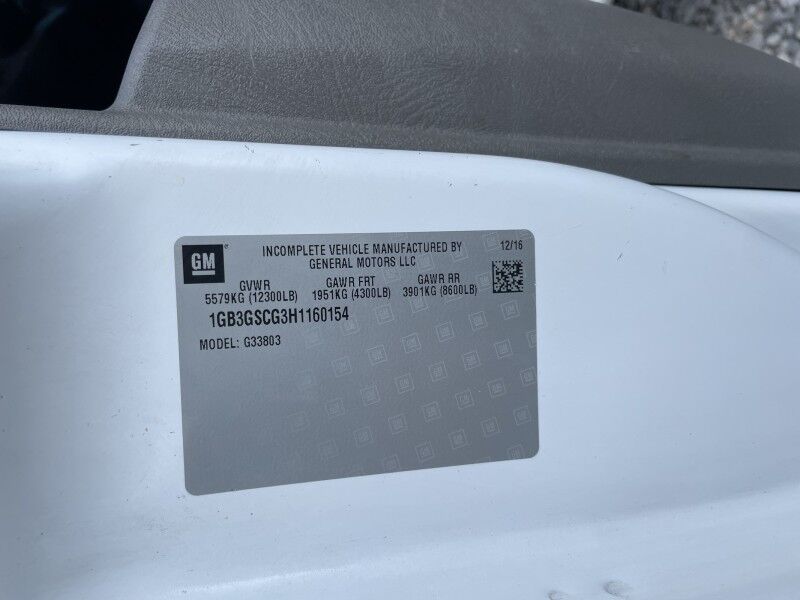 GM® INCOMPLETE VEHICLE MANUFACTURED BY 12/16
GENERAL MOTORS LLC
GVWR GAWR FRT GAWR RR
5579KG (12300LB) 1951KG (4300LB) 3901KG (8600LB)
1GB3GSCG3H1160154
MODEL: G33803